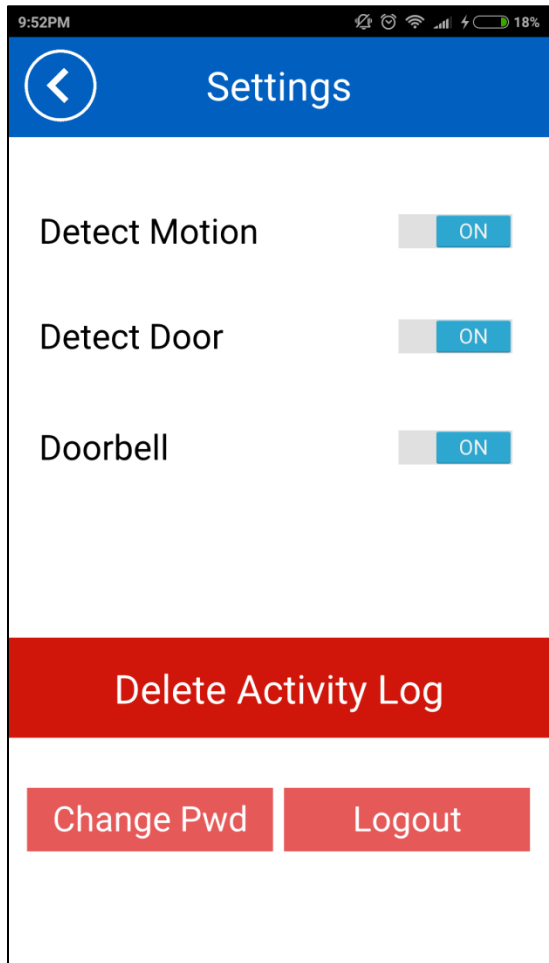 9:52PM 18%
Settings
Detect Motion ON
Detect Door ON
Doorbell ON
Delete Activity Log
Change Pwd Logout